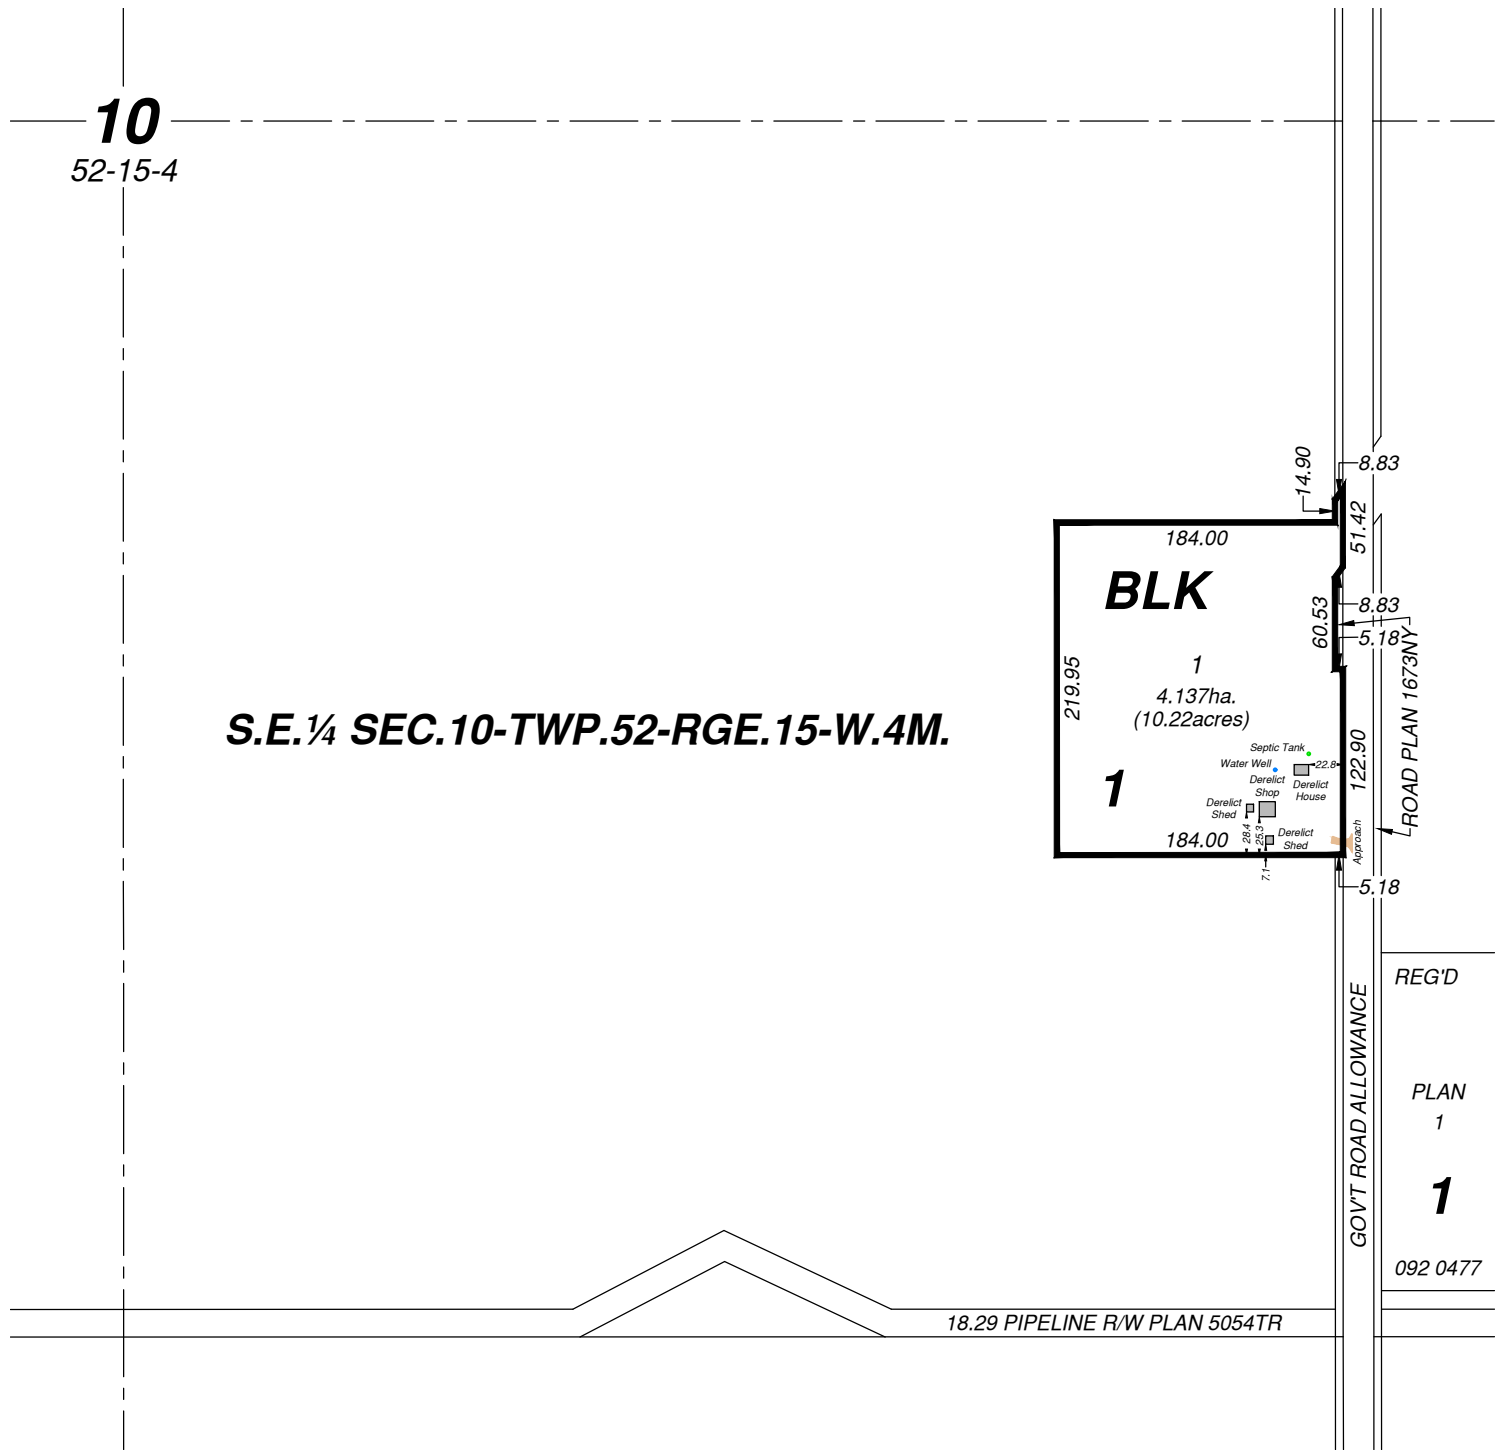 10
52-15-4
14.90
8.83
51.42
184.00
BLK
60.53
8.83
5.18
ROAD PLAN 1673NY
219.95
1
4.137ha.
(10.22acres)
S.E.¼ SEC.10-TWP.52-RGE.15-W.4M.
122.90
Septic Tank
Water Well
22.8
Derelict
Shop
Derelict
House
1
Derelict
Shed
28.4
25.3
Derelict
Shed
184.00
Approach
7.1
5.18
REG'D
GOV'T ROAD ALLOWANCE
PLAN
1
1
092 0477
18.29 PIPELINE R/W PLAN 5054TR